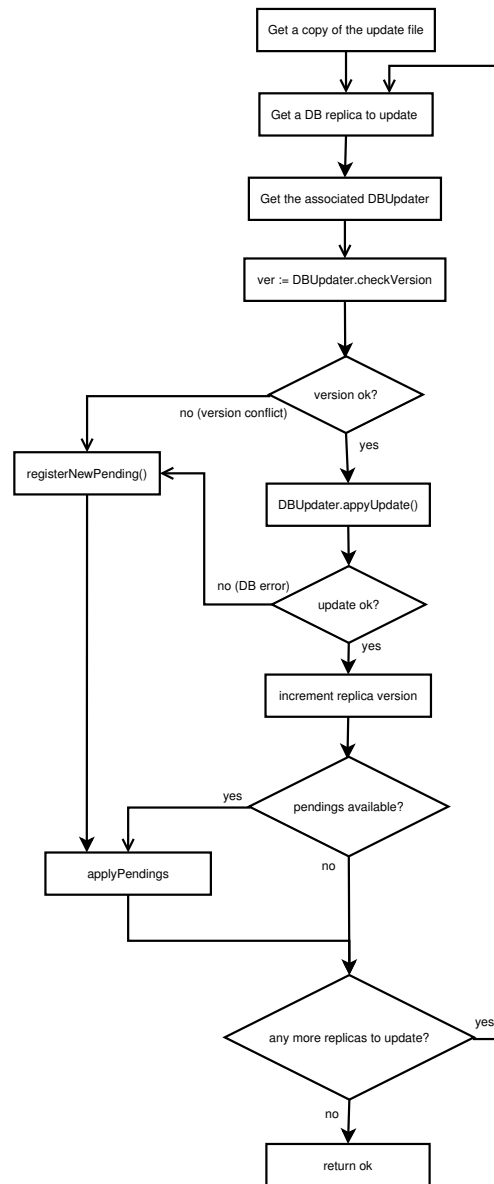 Get a copy of the update file
Get a DB replica to update
Get the associated DBUpdater
ver := DBUpdater.checkVersion
version ok?
no (version conflict)
yes
registerNewPending()
DBUpdater.appyUpdate()
no (DB error)
update ok?
yes
increment replica version
yes
pendings available?
applyPendings
no
any more replicas to update?
yes
no
return ok